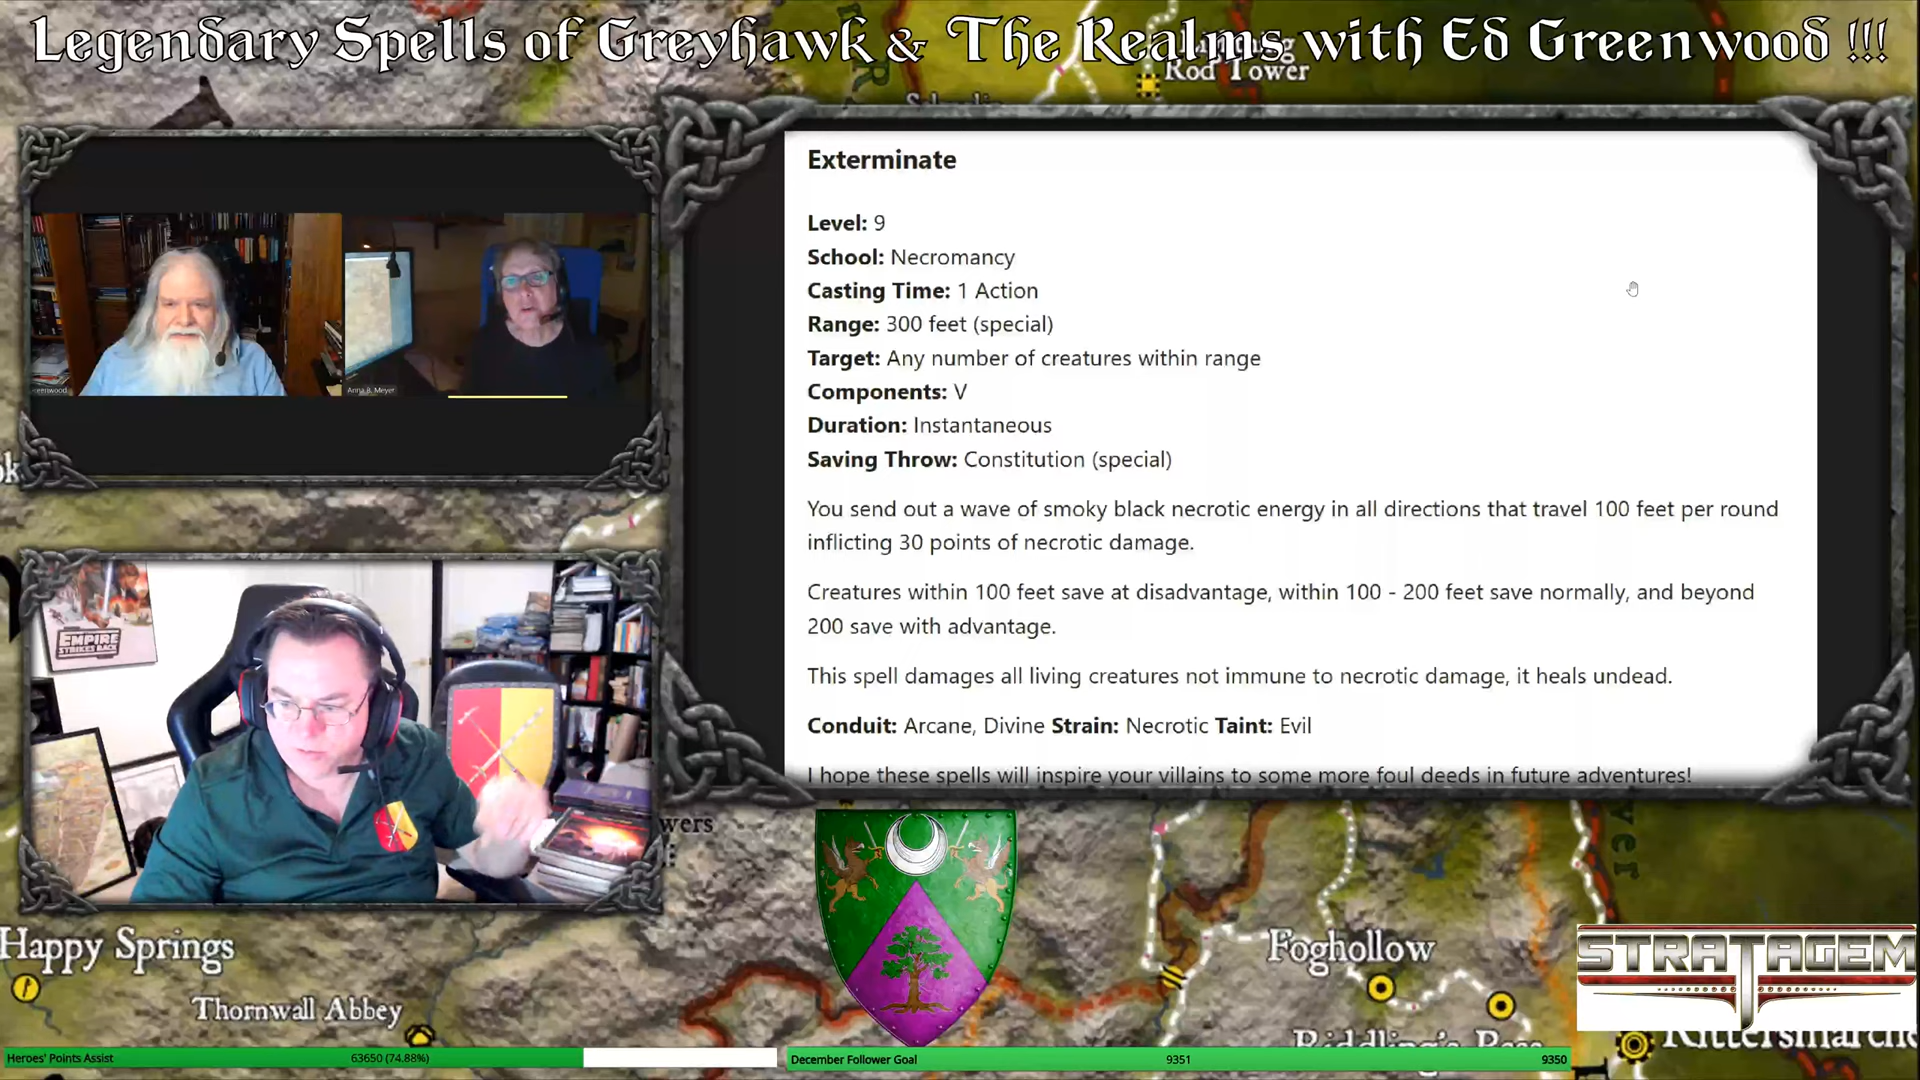 Legendary Spells of Greyhawk & The Realms with Ed Greenwood !!!
Rod Tower
Exterminate
Level: 9
School: Necromancy
Casting Time: 1 Action
Range: 300 feet (special)
Target: Any number of creatures within range
Components: V
Duration: Instantaneous
Saving Throw: Constitution (special)
You send out a wave of smoky black necrotic energy in all directions that travel 100 feet per round
inflicting 30 points of necrotic damage.
Creatures within 100 feet save at disadvantage, within 100 - 200 feet save normally, and beyond
200 save with advantage.
This spell damages all living creatures not immune to necrotic damage, it heals undead.
Conduit: Arcane, Divine Strain: Necrotic Taint: Evil
I hope these spells will inspire your villains to some more foul deeds in future adventures!
eenwood
Anna B. Meyer
EMPIRE
STRIKES BACK
wers
ver
Happy Springs
Thornwall Abbey
Foghollow
STRATAGEM
Heroes' Points Assist
63650 (74.88%)
December Follower Goal
9351
9350